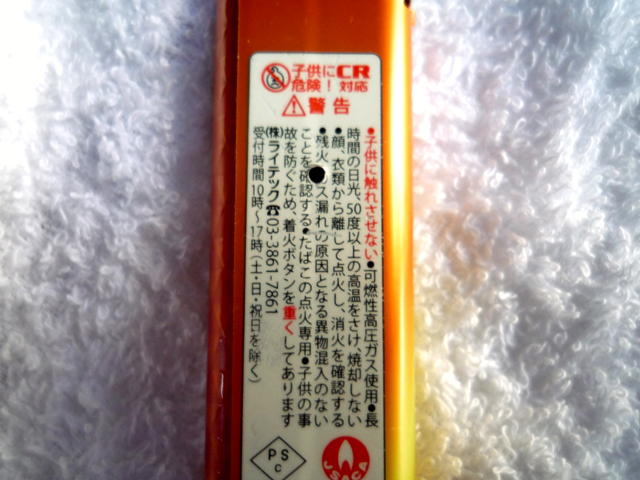 子供に CR
危険! 対応
警告
●子供に触れさせない●可燃性高圧ガス使用●長
時間の日光、50度以上の高温をさけ、焼却しない
●顔、衣類から離して点火し、消火を確認する
●残火 ス漏れの原因となる異物混入のない
ことを確認する●たばこの点火専用●子供の事
故を防ぐため、着火ボタンを重くしてあります
(株)ライテック☎03-3861-7861
受付時間10時~17時(土・日・祝日を除く)
PS
C
JSACA